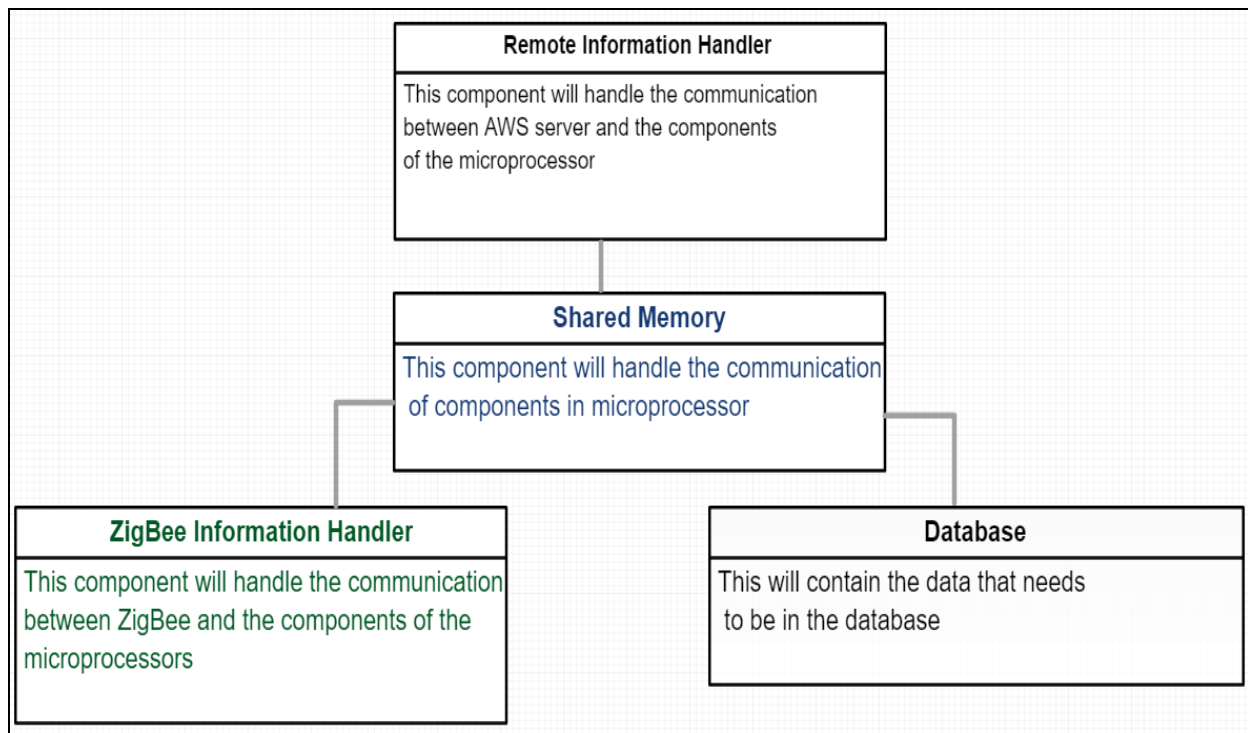 Remote Information Handler
This component will handle the communication
between AWS server and the components
of the microprocessor
Shared Memory
This component will handle the communication
of components in microprocessor
ZigBee Information Handler
This component will handle the communication
between ZigBee and the components of the
microprocessors
Database
This will contain the data that needs
to be in the database